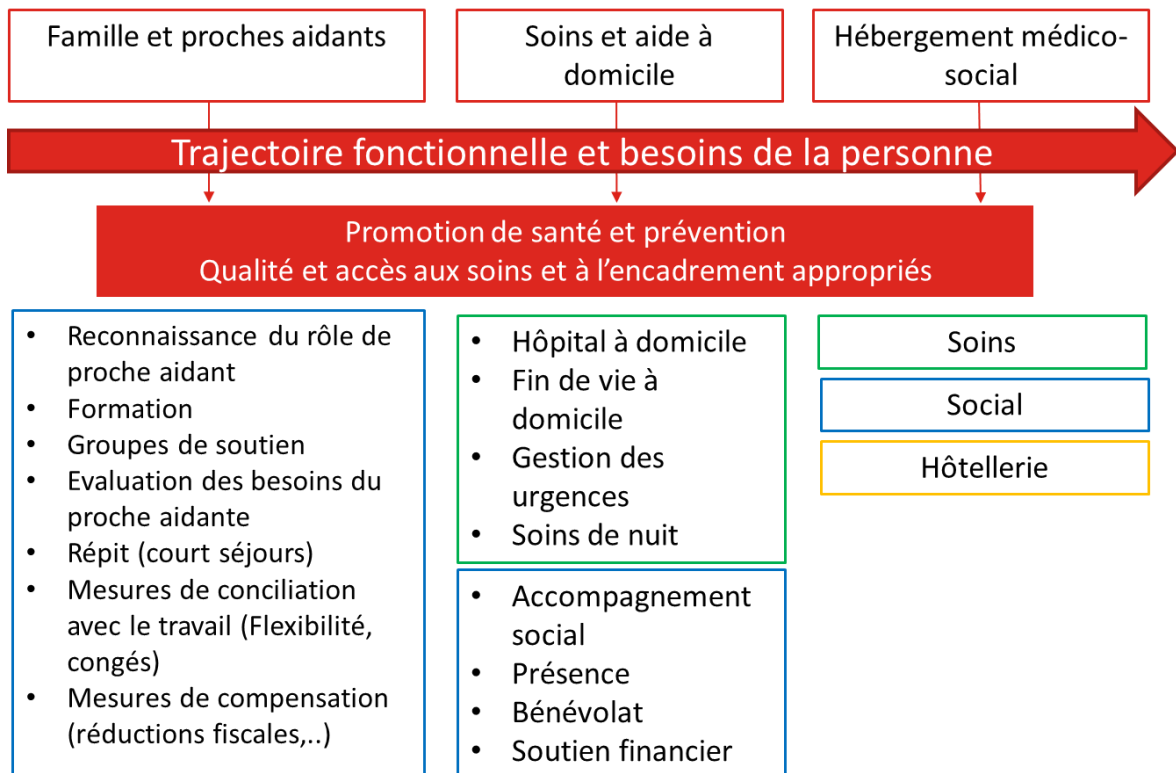 Famille et proches aidants
Soins et aide à
domicile
Hébergement médico-
social
Trajectoire fonctionnelle et besoins de la personne
Promotion de santé et prévention
Qualité et accès aux soins et à l'encadrement appropriés
• Reconnaissance du rôle de
proche aidant
• Formation
• Groupes de soutien
• Evaluation des besoins du
proche aidante
• Répit (court séjours)
• Mesures de conciliation
avec le travail (Flexibilité,
congés)
• Mesures de compensation
(réductions fiscales,..)
• Hôpital à domicile
• Fin de vie à
domicile
• Gestion des
urgences
• Soins de nuit
• Accompagnement
social
• Présence
• Bénévolat
• Soutien financier
Soins
Social
Hôtellerie